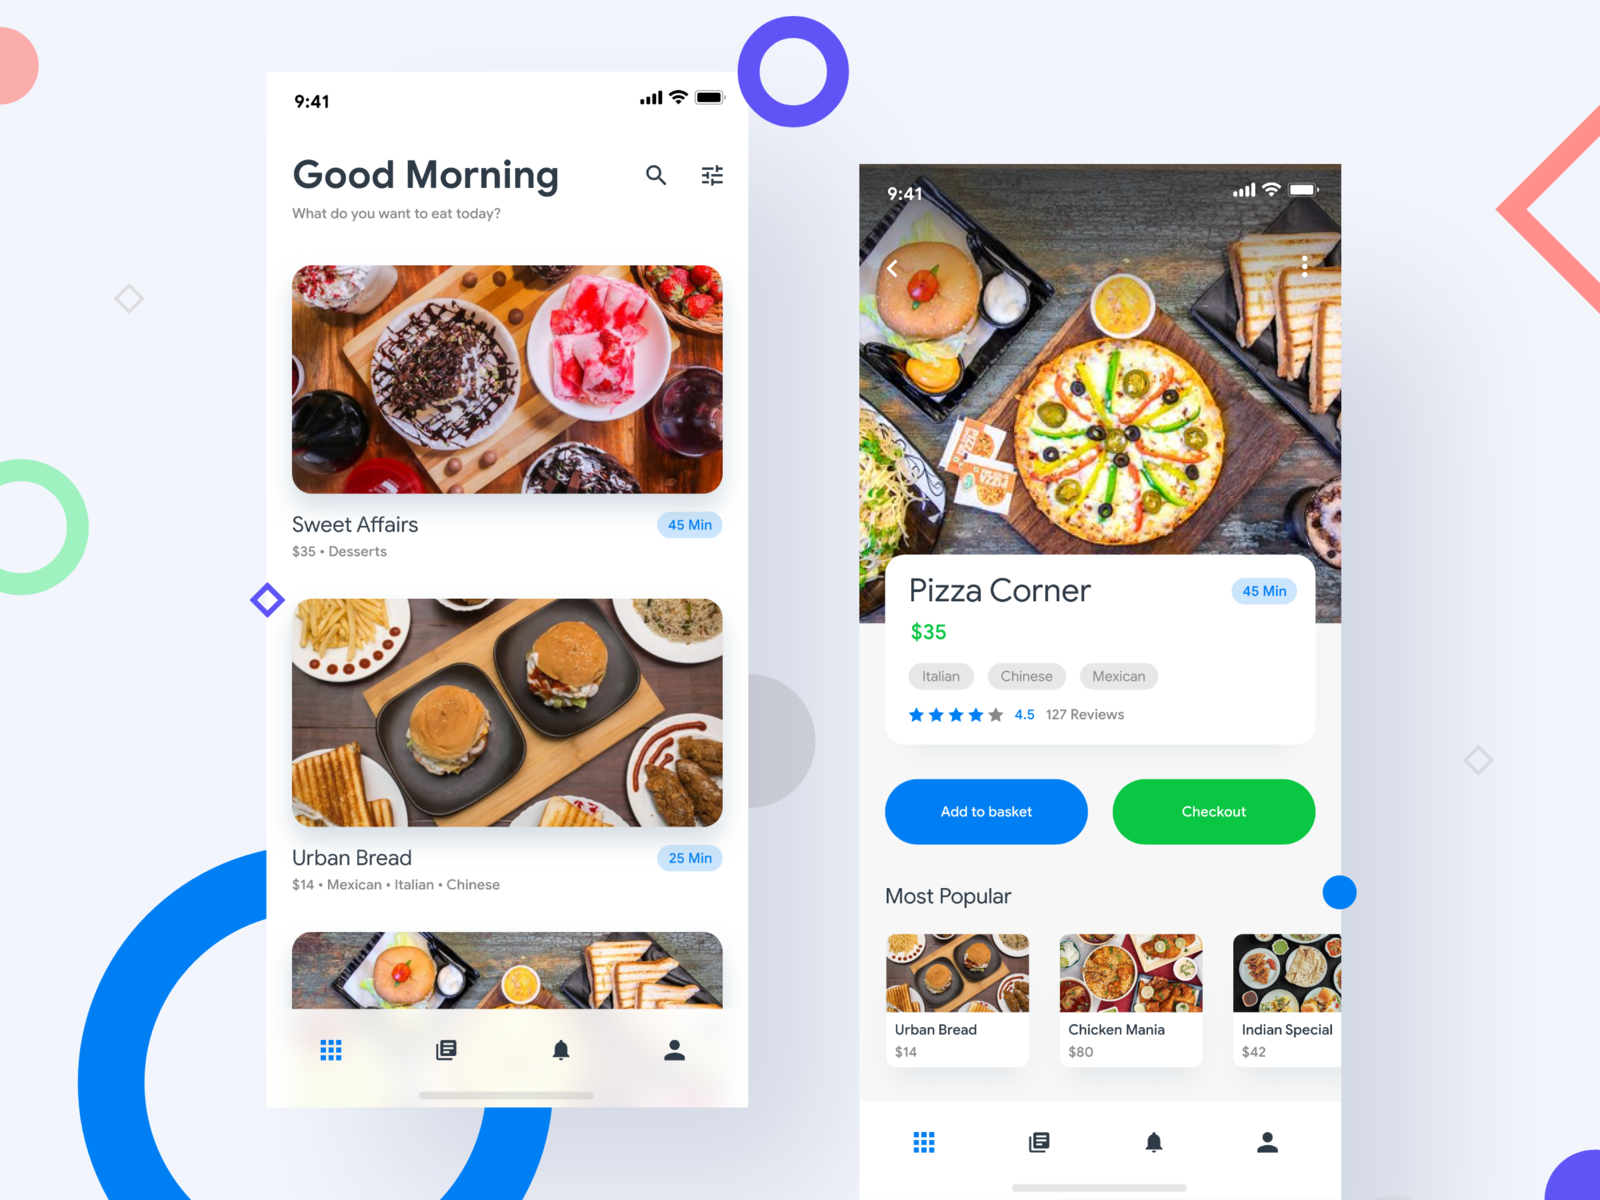 9:41
Good Morning
What do you want to eat today?
Sweet Affairs
45 Min
$35 • Desserts
Urban Bread
25 Min
$14 • Mexican • Italian • Chinese
9:41
PIZZA
PIZZA
Pizza Corner
45 Min
$35
Italian Chinese Mexican
4.5 127 Reviews
Add to basket
Checkout
Most Popular
Urban Bread
$14
Chicken Mania
$80
Indian Special
$42